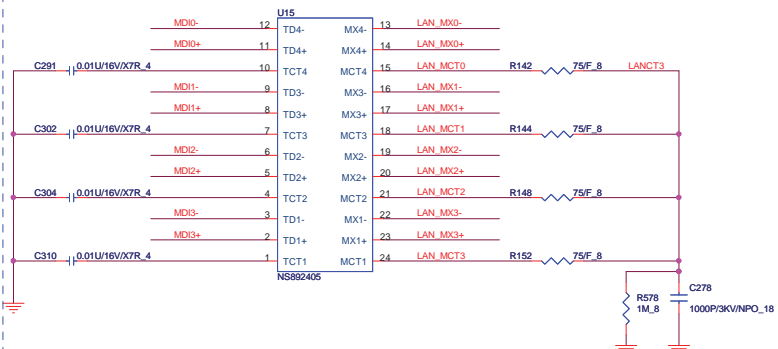 U15
MDI0- 12 TD4- MX4- 13 LAN_MX0-
MDI0+ 11 TD4+ MX4+ 14 LAN_MX0+
C291 0.01U/16V/X7R_4 10 TCT4 MCT4 15 LAN_MCT0 R142 75/F_8 LANCT3
MDI1- 9 TD3- MX3- 16 LAN_MX1-
MDI1+ 8 TD3+ MX3+ 17 LAN_MX1+
C302 0.01U/16V/X7R_4 7 TCT3 MCT3 18 LAN_MCT1 R144 75/F_8
MDI2- 6 TD2- MX2- 19 LAN_MX2-
MDI2+ 5 TD2+ MX2+ 20 LAN_MX2+
C304 0.01U/16V/X7R_4 4 TCT2 MCT2 21 LAN_MCT2 R148 75/F_8
MDI3- 3 TD1- MX1- 22 LAN_MX3-
MDI3+ 2 TD1+ MX1+ 23 LAN_MX3+
C310 0.01U/16V/X7R_4 1 TCT1 MCT1 24 LAN_MCT3 R152 75/F_8
NS892405
R578 C278
1M_8 1000P/3KV/NPO_18